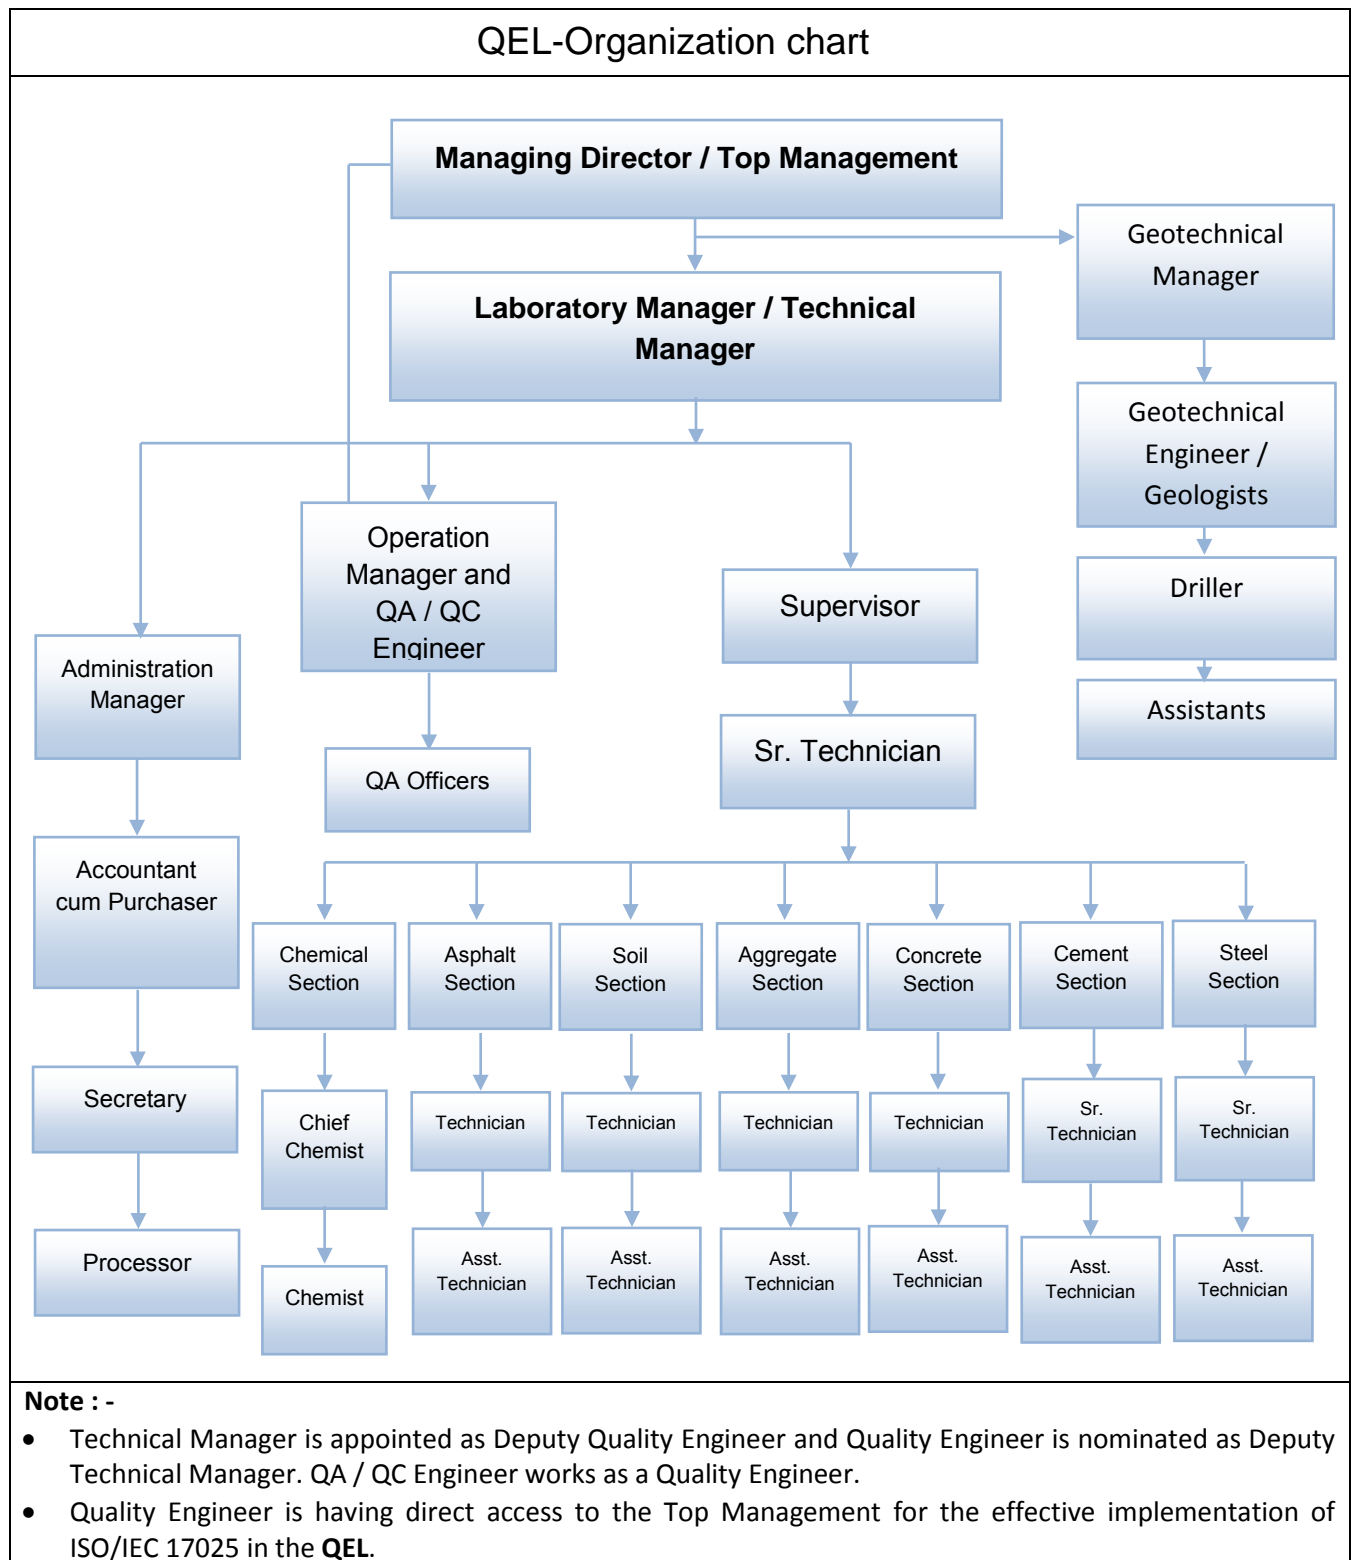 QEL-Organization chart
Managing Director / Top Management
Geotechnical
Manager
Laboratory Manager / Technical
Manager
Geotechnical
Engineer /
Geologists
Operation
Manager and
QA / QC
Engineer
Supervisor
Driller
Administration
Manager
Assistants
Sr. Technician
QA Officers
Accountant
cum Purchaser
Chemical
Section
Asphalt
Section
Soil
Section
Aggregate
Section
Concrete
Section
Cement
Section
Steel
Section
Secretary
Chief
Chemist
Technician
Technician
Technician
Technician
Sr.
Technician
Sr.
Technician
Processor
Chemist
Asst.
Technician
Asst.
Technician
Asst.
Technician
Asst.
Technician
Asst.
Technician
Asst.
Technician
Note : -
• Technical Manager is appointed as Deputy Quality Engineer and Quality Engineer is nominated as Deputy
Technical Manager. QA / QC Engineer works as a Quality Engineer.
• Quality Engineer is having direct access to the Top Management for the effective implementation of
ISO/IEC 17025 in the QEL.